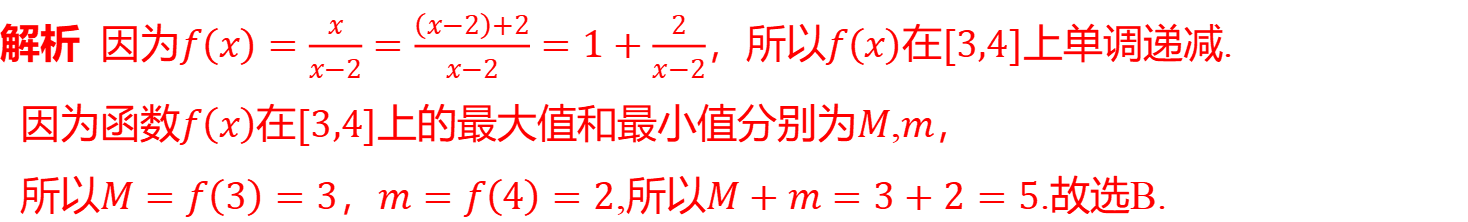 解析 因为f(x) = x/(x−2) = ((x−2)+2)/(x−2) = 1 + 2/(x−2)，所以f(x)在[3,4]上单调递减.
因为函数f(x)在[3,4]上的最大值和最小值分别为M,m，
所以M = f(3) = 3，m = f(4) = 2,所以M + m = 3 + 2 = 5.故选B.